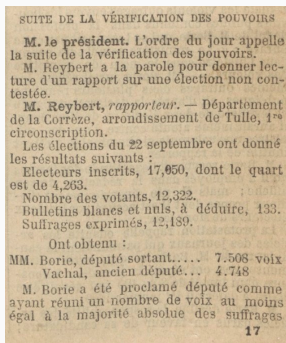 SUITE DE LA VÉRIFICATION DES POUVOIRS
M. le président. L'ordre du jour appelle
la suite de la vérification des pouvoirs.
M. Reybert a la parole pour donner lec-
ture d'un rapport sur une élection non con-
testée.
M. Reybert, rapporteur. — Département
de la Corrèze, arrondissement de Tulle, 1re
circonscription.
Les élections du 22 septembre ont donné
les résultats suivants :
Electeurs inscrits, 17,050, dont le quart
est de 4,263.
Nombre des votants, 12,322.
Bulletins blancs et nuls, à déduire, 133.
Suffrages exprimés, 12,189.
Ont obtenu :
MM. Borie, député sortant..... 7.508 voix
Vachal, ancien député... 4.748
M. Borie a été proclamé député comme
ayant réuni un nombre de voix au moins
égal à la majorité absolue des suffrages
17